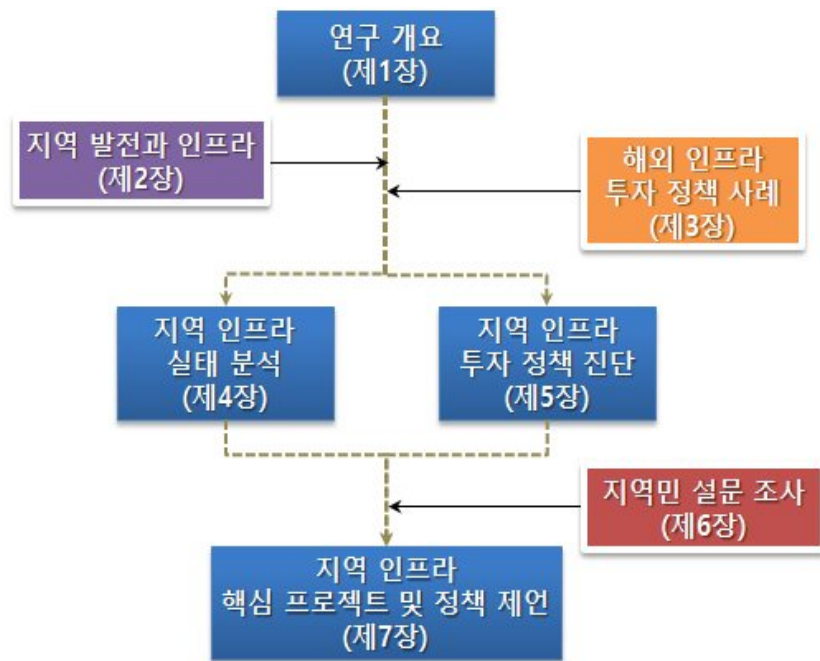 연구 개요
(제1장)
지역 발전과 인프라
(제2장)
해외 인프라
투자 정책 사례
(제3장)
지역 인프라
실태 분석
(제4장)
지역 인프라
투자 정책 진단
(제5장)
지역민 설문 조사
(제6장)
지역 인프라
핵심 프로젝트 및 정책 제언
(제7장)